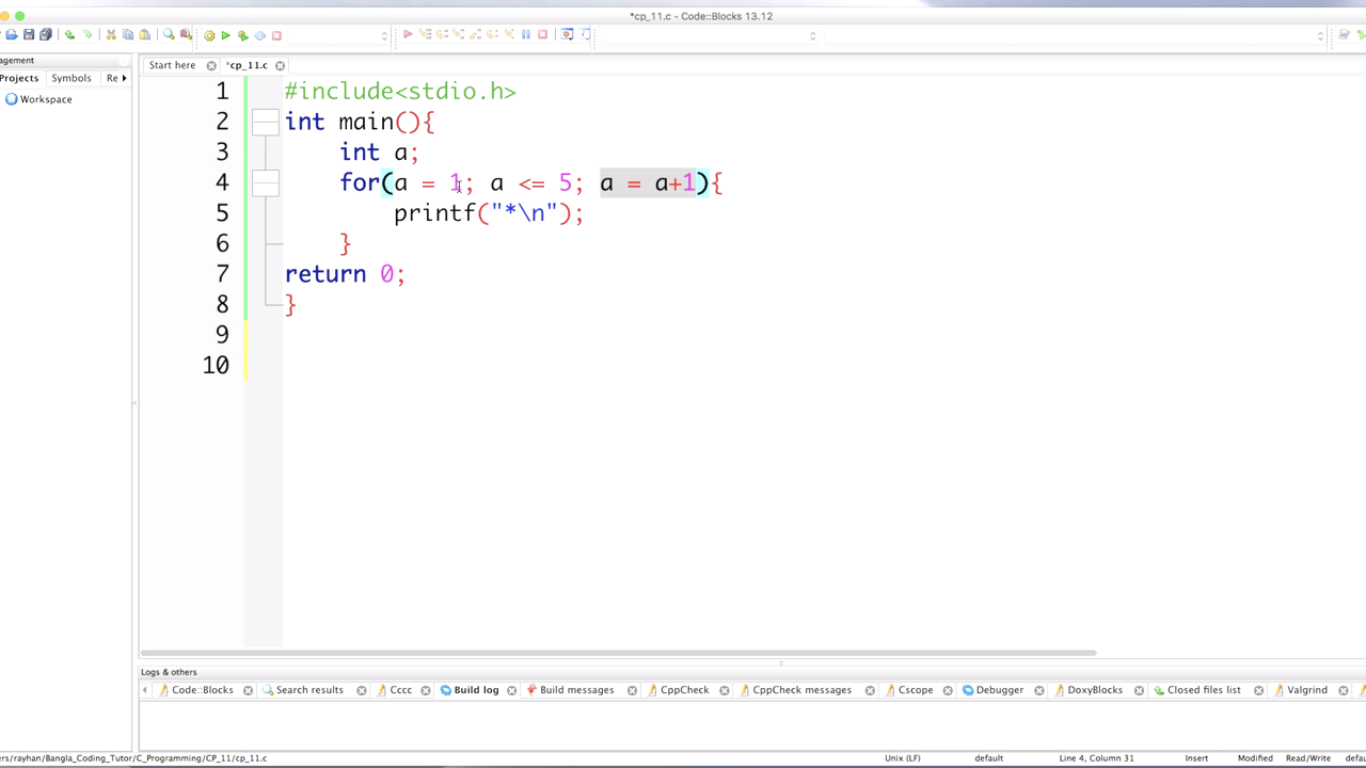 *cp_11.c - Code::Blocks 13.12
agement
Start here
*cp_11.c
Projects Symbols Re
Workspace
1 #include<stdio.h>
2 int main(){
3 int a;
4 for(a = 1; a <= 5; a = a+1){
5 printf("*\n");
6 }
7 return 0;
8 }
9
10
Logs & others
Code::Blocks Search results Cccc Build log Build messages CppCheck CppCheck messages Cscope Debugger DoxyBlocks Closed files list Valgrind
ers/rayhan/Bangla_Coding_Tutor/C_Programming/CP_11/cp_11.c Unix (LF) default Line 4, Column 31 Insert Modified Read/Write defau